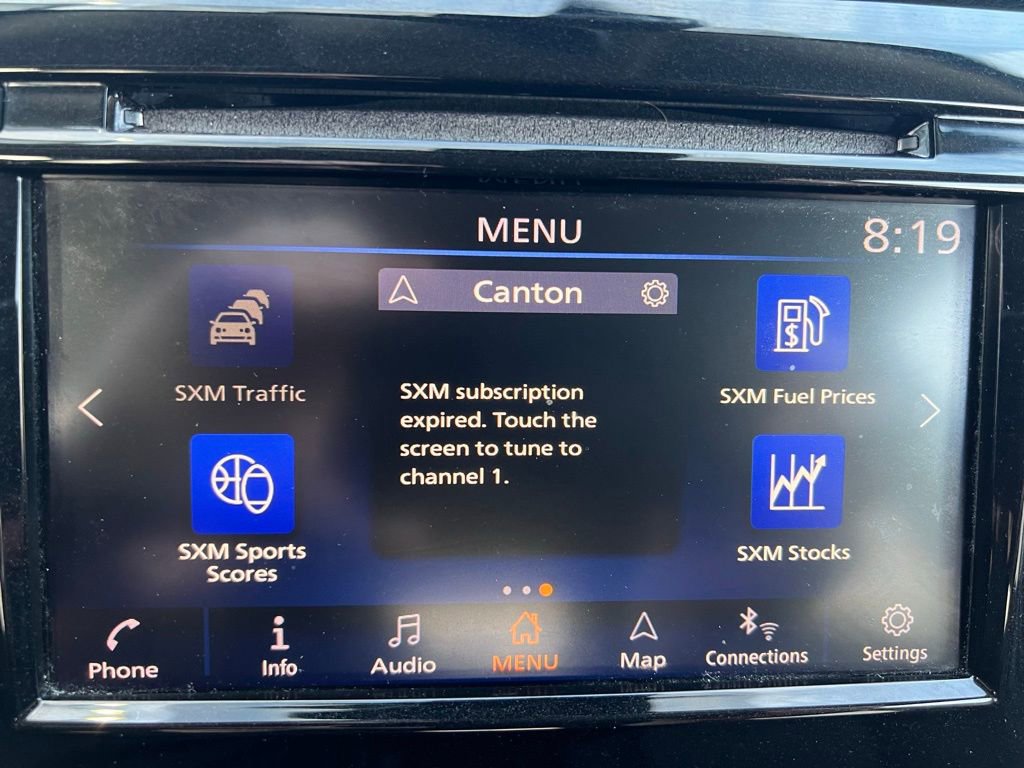 MENU
8:19
Canton
SXM Traffic
SXM Fuel Prices
SXM subscription
expired. Touch the
screen to tune to
channel 1.
$
SXM Sports
Scores
SXM Stocks
Phone
Info
Audio
MENU
Map
Connections
Settings